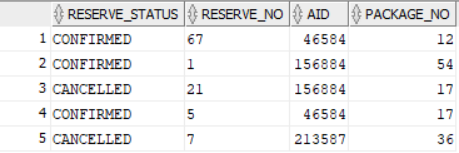 RESERVE_STATUS RESERVE_NO AID PACKAGE_NO
1 CONFIRMED 67 46584 12
2 CONFIRMED 1 156884 54
3 CANCELLED 21 156884 17
4 CONFIRMED 5 46584 17
5 CANCELLED 7 213587 36